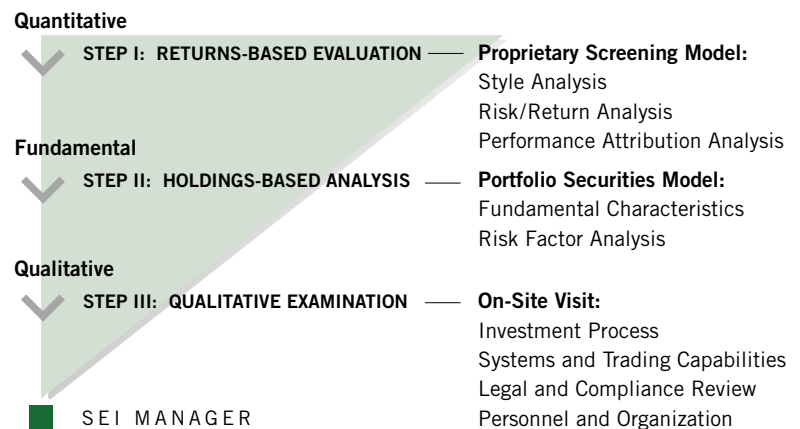 Quantitative
STEP I: RETURNS-BASED EVALUATION
Proprietary Screening Model:
Style Analysis
Risk/Return Analysis
Performance Attribution Analysis
Fundamental
STEP II: HOLDINGS-BASED ANALYSIS
Portfolio Securities Model:
Fundamental Characteristics
Risk Factor Analysis
Qualitative
STEP III: QUALITATIVE EXAMINATION
On-Site Visit:
Investment Process
Systems and Trading Capabilities
Legal and Compliance Review
Personnel and Organization
SEI MANAGER